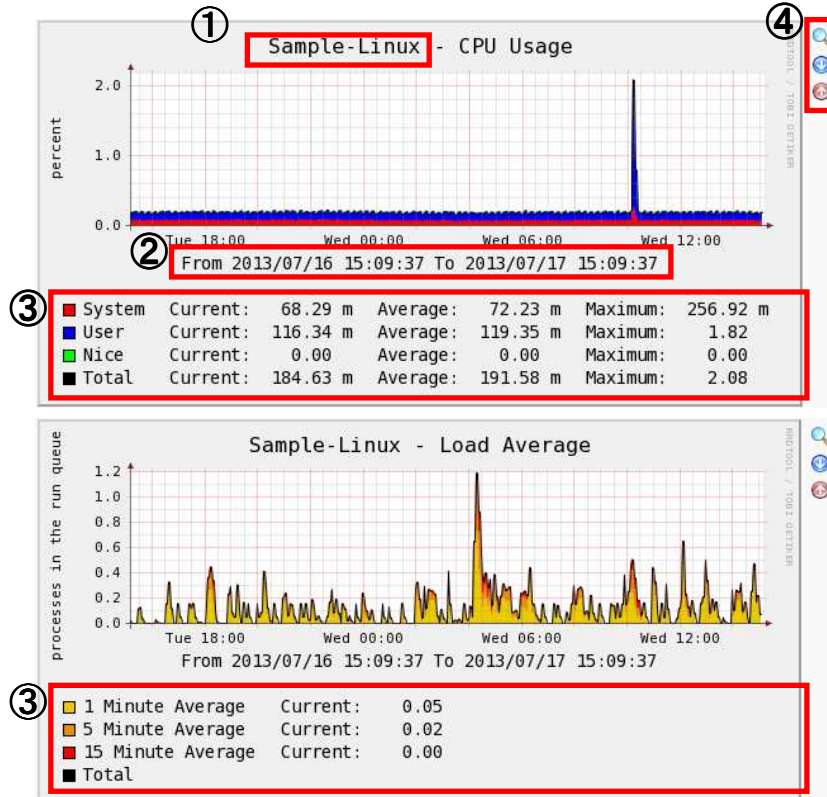 ①
④
Sample-Linux - CPU Usage
RRDTOOL / TOBI OETIKER
percent
2.0
1.0
0.0
Tue 18:00 Wed 00:00 Wed 06:00 Wed 12:00
②
From 2013/07/16 15:09:37 To 2013/07/17 15:09:37
③
System Current: 68.29 m Average: 72.23 m Maximum: 256.92 m
User Current: 116.34 m Average: 119.35 m Maximum: 1.82
Nice Current: 0.00 Average: 0.00 Maximum: 0.00
Total Current: 184.63 m Average: 191.58 m Maximum: 2.08
Sample-Linux - Load Average
RRDTOOL / TOBI OETIKER
processes in the run queue
1.2
1.0
0.8
0.6
0.4
0.2
0.0
Tue 18:00 Wed 00:00 Wed 06:00 Wed 12:00
From 2013/07/16 15:09:37 To 2013/07/17 15:09:37
③
1 Minute Average Current: 0.05
5 Minute Average Current: 0.02
15 Minute Average Current: 0.00
Total